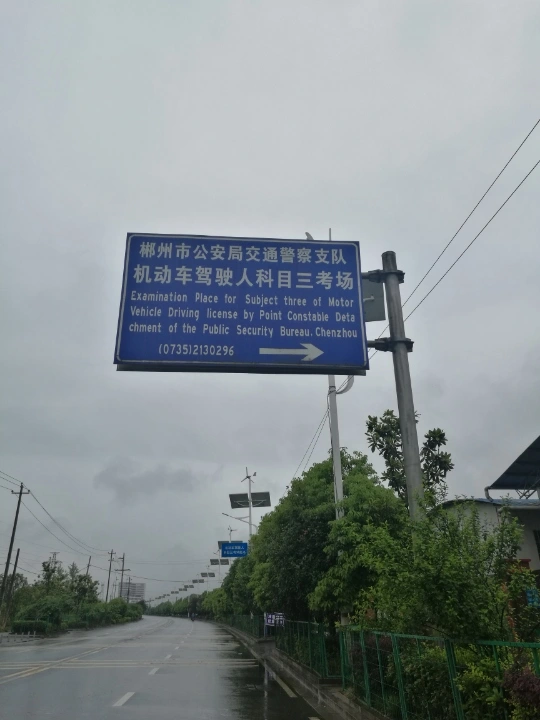 郴州市公安局交通警察支队
机动车驾驶人科目三考场
Examination Place for Subject three of Motor
Vehicle Driving license by Point Constable Deta
chment of the Public Security Bureau. Chenzhou
(0735)2130296